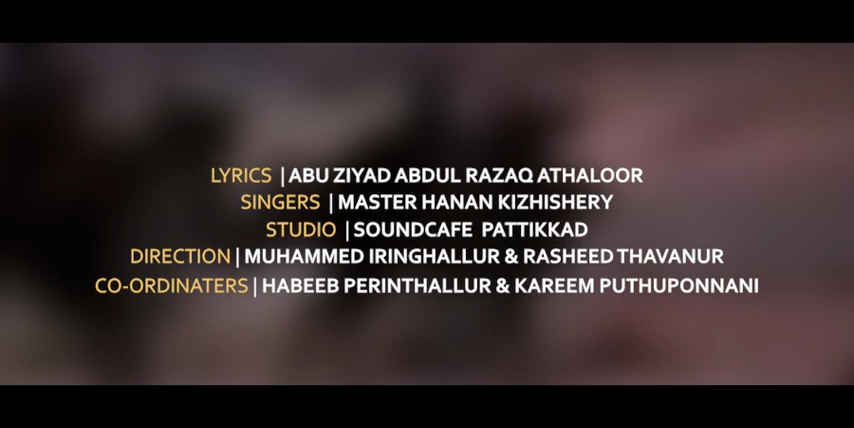 LYRICS | ABU ZIYAD ABDUL RAZAQ ATHALOOR
SINGERS | MASTER HANAN KIZHISHERY
STUDIO | SOUNDCAFE PATTIKKAD
DIRECTION | MUHAMMED IRINGHALLUR & RASHEED THAVANUR
CO-ORDINATERS | HABEEB PERINTHALLUR & KAREEM PUTHUPONNANI